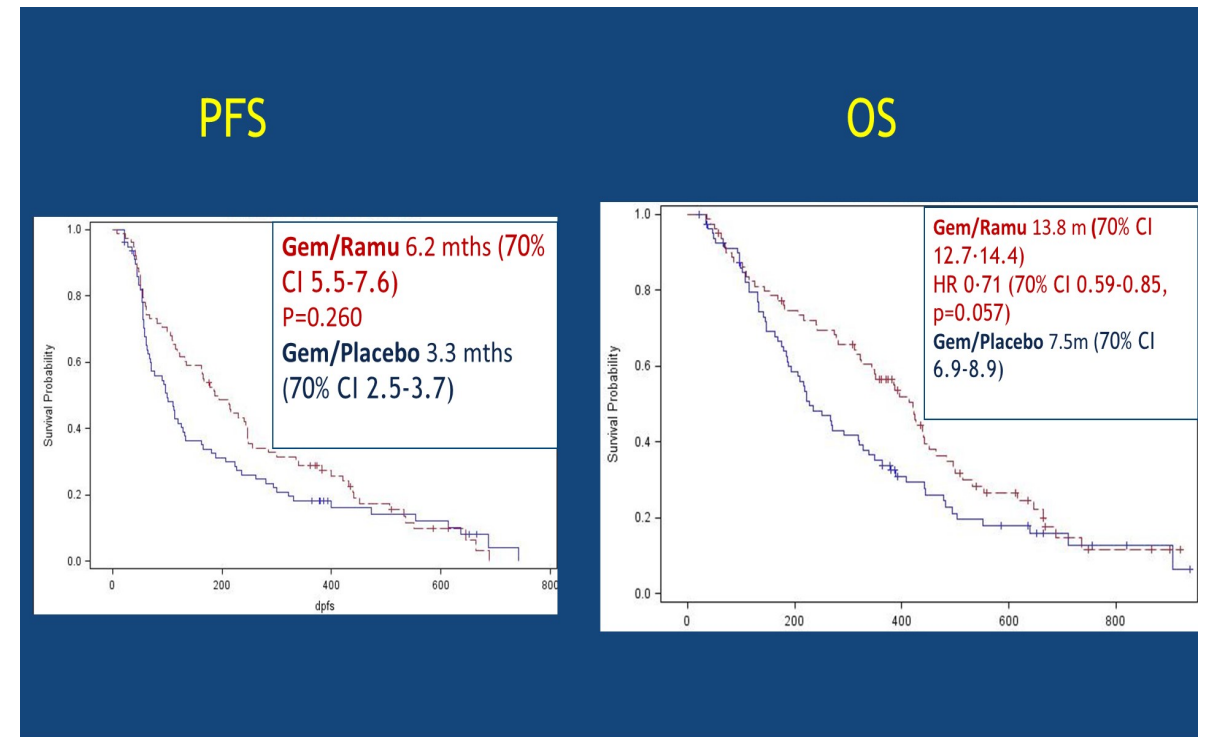 PFS
OS
Gem/Ramu 6.2 mths (70%
CI 5.5-7.6)
P=0.260
Gem/Placebo 3.3 mths
(70% CI 2.5-3.7)
Survival Probability
1.0
0.8
0.6
0.4
0.2
0.0
0 200 400 600 800
dpfs
Gem/Ramu 13.8 m (70% CI
12.7·14.4)
HR 0·71 (70% CI 0.59-0.85,
p=0.057)
Gem/Placebo 7.5m (70% CI
6.9-8.9)
Survival Probability
1.0
0.8
0.6
0.4
0.2
0.0
0 200 400 600 800